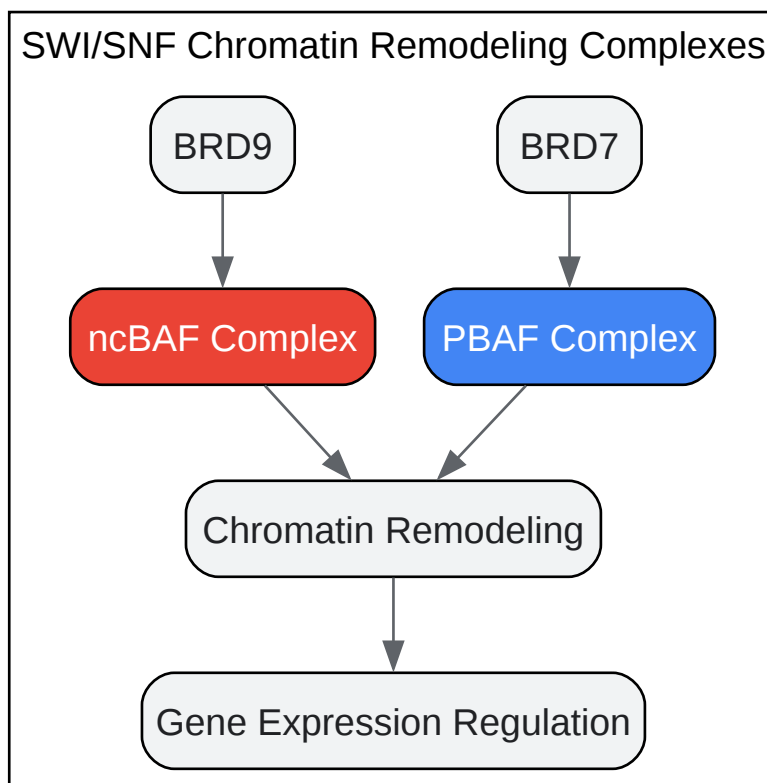 SWI/SNF Chromatin Remodeling Complexes
BRD9
BRD7
ncBAF Complex
PBAF Complex
Chromatin Remodeling
Gene Expression Regulation